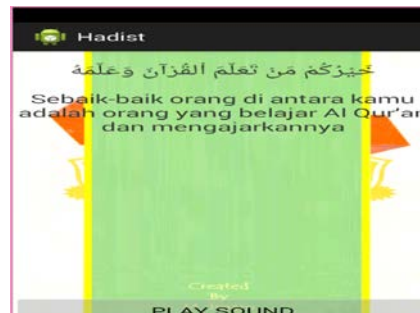 Hadist
خَيْرُكُمْ مَنْ تَعَلَّمَ الْقُرْآنَ وَعَلَّمَهُ
Sebaik-baik orang di antara kamu
adalah orang yang belajar Al Qur'an
dan mengajarkannya
Created
By
PLAY SOUND